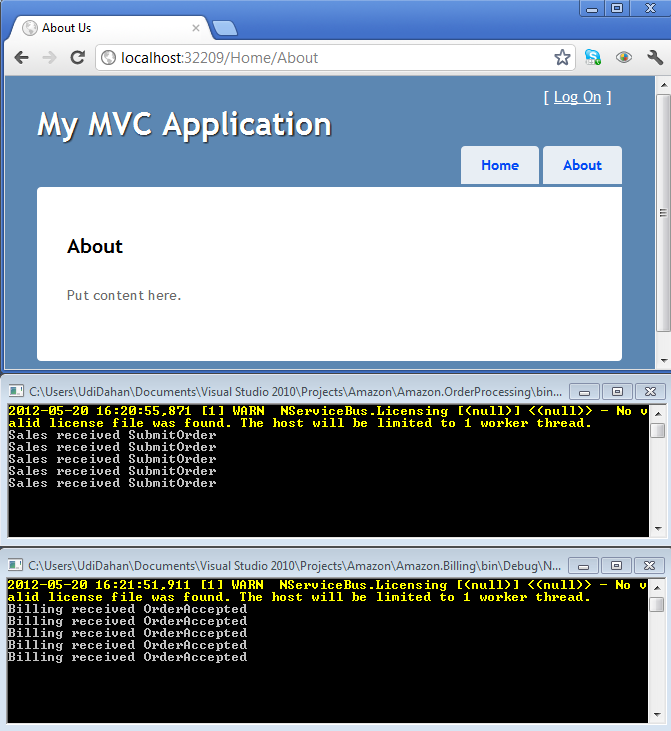 About Us
localhost:32209/Home/About
[ Log On ]
My MVC Application
Home About
About
Put content here.
C:\Users\UdiDahan\Documents\Visual Studio 2010\Projects\Amazon\Amazon.OrderProcessing\bin...
2012-05-20 16:20:55,871 [1] WARN  NServiceBus.Licensing [(null)] <(null)> - No v
alid license file was found. The host will be limited to 1 worker thread.
Sales received SubmitOrder
Sales received SubmitOrder
Sales received SubmitOrder
Sales received SubmitOrder
Sales received SubmitOrder
C:\Users\UdiDahan\Documents\Visual Studio 2010\Projects\Amazon\Amazon.Billing\bin\Debug\N...
2012-05-20 16:21:51,911 [1] WARN  NServiceBus.Licensing [(null)] <(null)> - No v
alid license file was found. The host will be limited to 1 worker thread.
Billing received OrderAccepted
Billing received OrderAccepted
Billing received OrderAccepted
Billing received OrderAccepted
Billing received OrderAccepted